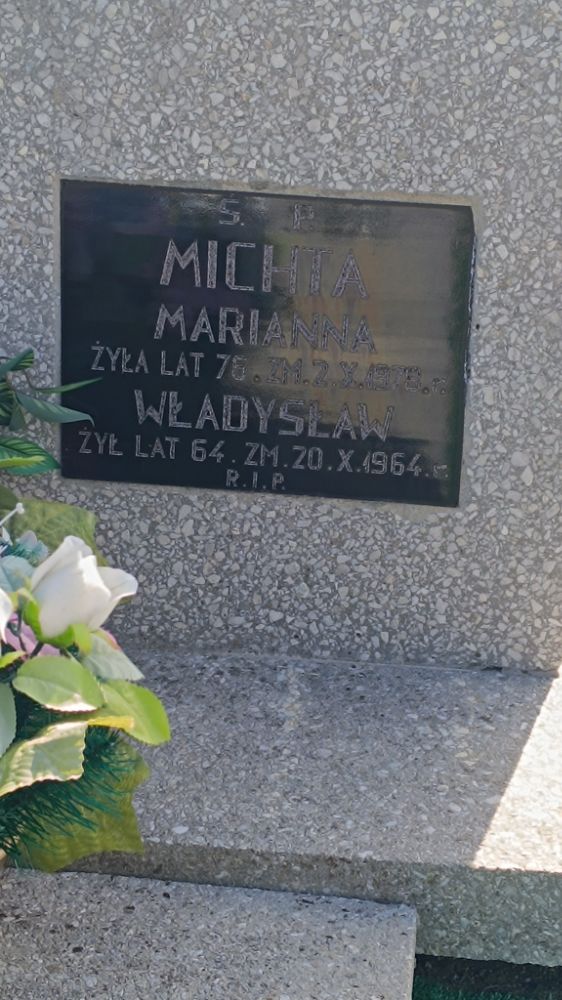 Ś. P.
MICHTA
MARIANNA
ŻYŁA LAT 76. ZM. 2.X.1978.r.
WŁADYSŁAW
ŻYŁ LAT 64. ZM. 20.X.1964.r.
R.I.P.